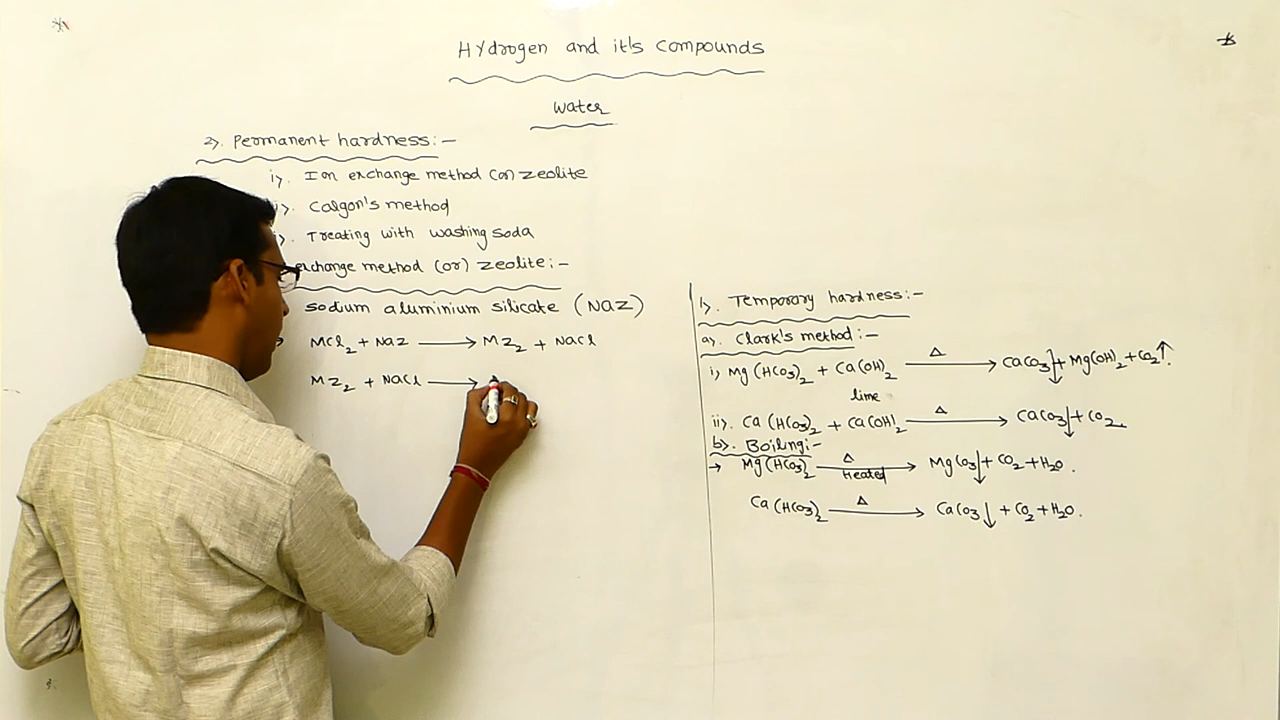 Hydrogen and it's compounds
water
2). Permanent hardness:-
i). Ion exchange method (or) zeolite
). Calgon's method
). Treating with washing soda
exchange method (or) zeolite:-
sodium aluminium silicate (NaZ)
MCl₂ + NaZ ⟶ MZ₂ + NaCl
MZ₂ + NaCl ⟶
1). Temporary hardness:-
a). Clark's method:-
i) Mg(HCO₃)₂ + Ca(OH)₂ —Δ→ CaCO₃↓ + Mg(OH)₂ + CO₂↑.
lime
ii). Ca(HCO₃)₂ + Ca(OH)₂ —Δ→ CaCO₃↓ + CO₂
b). Boiling:-
→ Mg(HCO₃)₂ —Δ→ MgCO₃↓ + CO₂ + H₂O.
Heated
Ca(HCO₃)₂ —Δ→ CaCO₃↓ + CO₂ + H₂O.